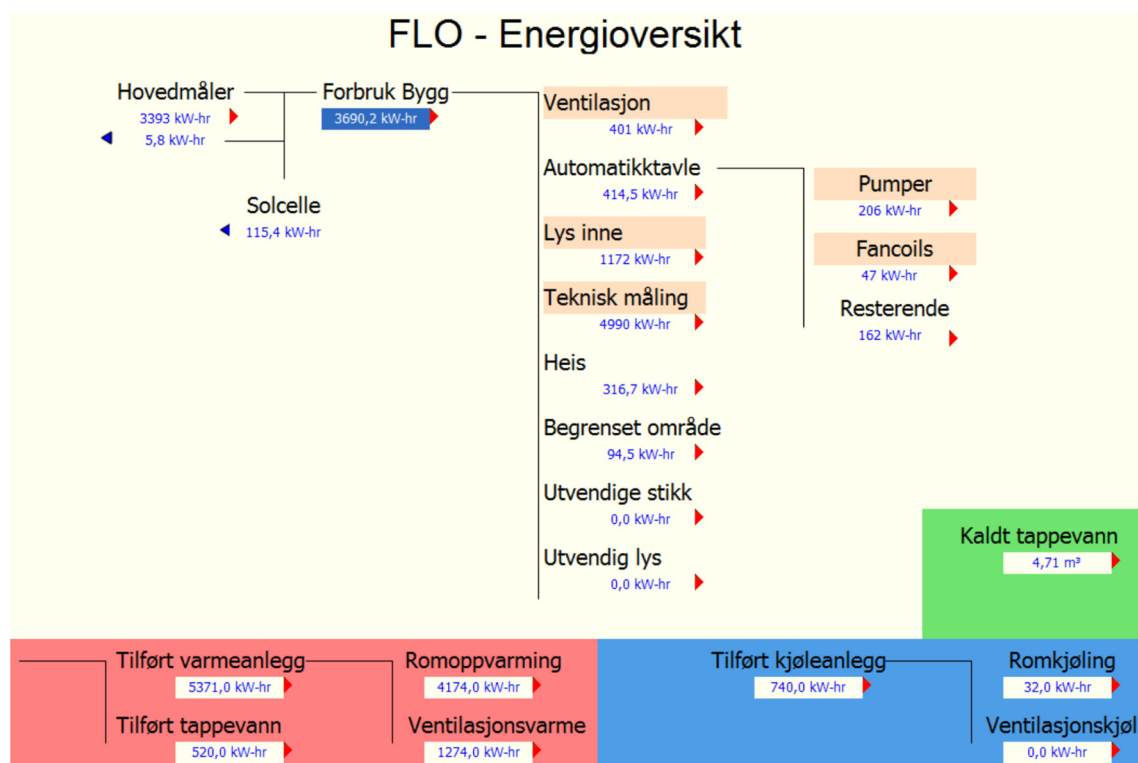 FLO - Energioversikt
Hovedmåler
3393 kW-hr
5,8 kW-hr
Solcelle
115,4 kW-hr
Forbruk Bygg
3690,2 kW-hr
Ventilasjon
401 kW-hr
Automatikktavle
414,5 kW-hr
Lys inne
1172 kW-hr
Teknisk måling
4990 kW-hr
Heis
316,7 kW-hr
Begrenset område
94,5 kW-hr
Utvendige stikk
0,0 kW-hr
Utvendig lys
0,0 kW-hr
Pumper
206 kW-hr
Fancoils
47 kW-hr
Resterende
162 kW-hr
Kaldt tappevann
4,71 m³
Tilført varmeanlegg
5371,0 kW-hr
Tilført tappevann
520,0 kW-hr
Romoppvarming
4174,0 kW-hr
Ventilasjonsvarme
1274,0 kW-hr
Tilført kjøleanlegg
740,0 kW-hr
Romkjøling
32,0 kW-hr
Ventilasjonskjøl
0,0 kW-hr